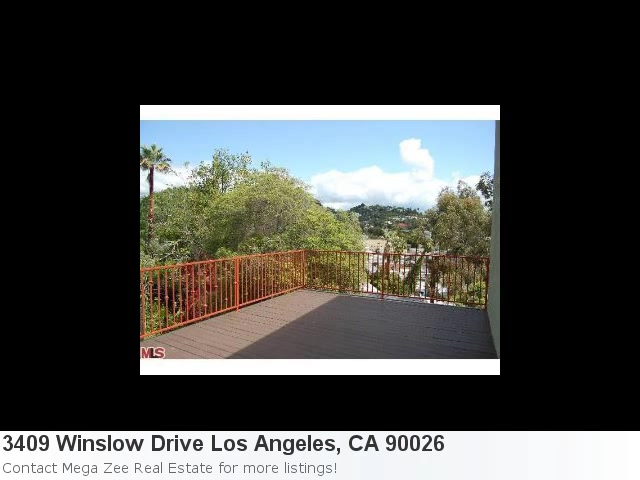 MLS
3409 Winslow Drive Los Angeles, CA 90026
Contact Mega Zee Real Estate for more listings!